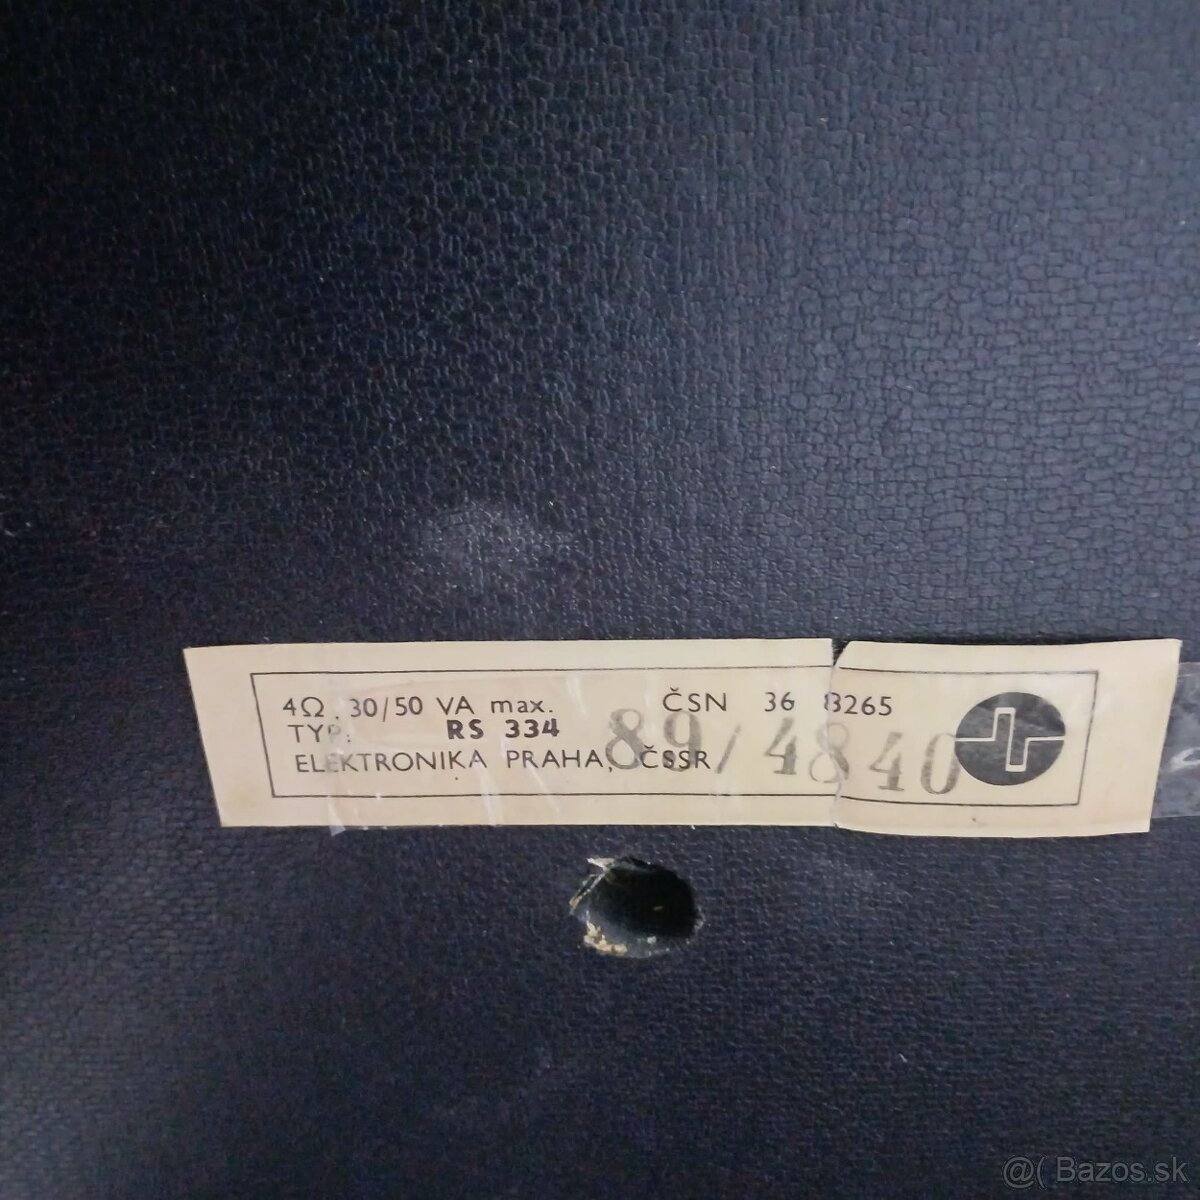 4Ω, 30/50 VA max. ČSN 36 8265
TYP: RS 334
ELEKTRONIKA PRAHA, ČSSR
89/4840
@( Bazos.sk